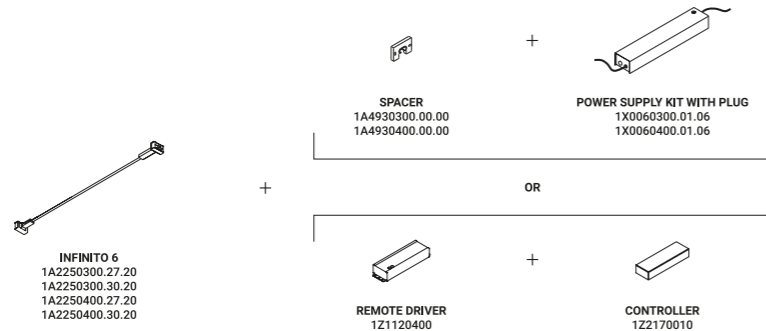 +
SPACER
1A4930300.00.00
1A4930400.00.00
POWER SUPPLY KIT WITH PLUG
1X0060300.01.06
1X0060400.01.06
+
OR
INFINITO 6
1A2250300.27.20
1A2250300.30.20
1A2250400.27.20
1A2250400.30.20
+
REMOTE DRIVER
1Z1120400
CONTROLLER
1Z2170010